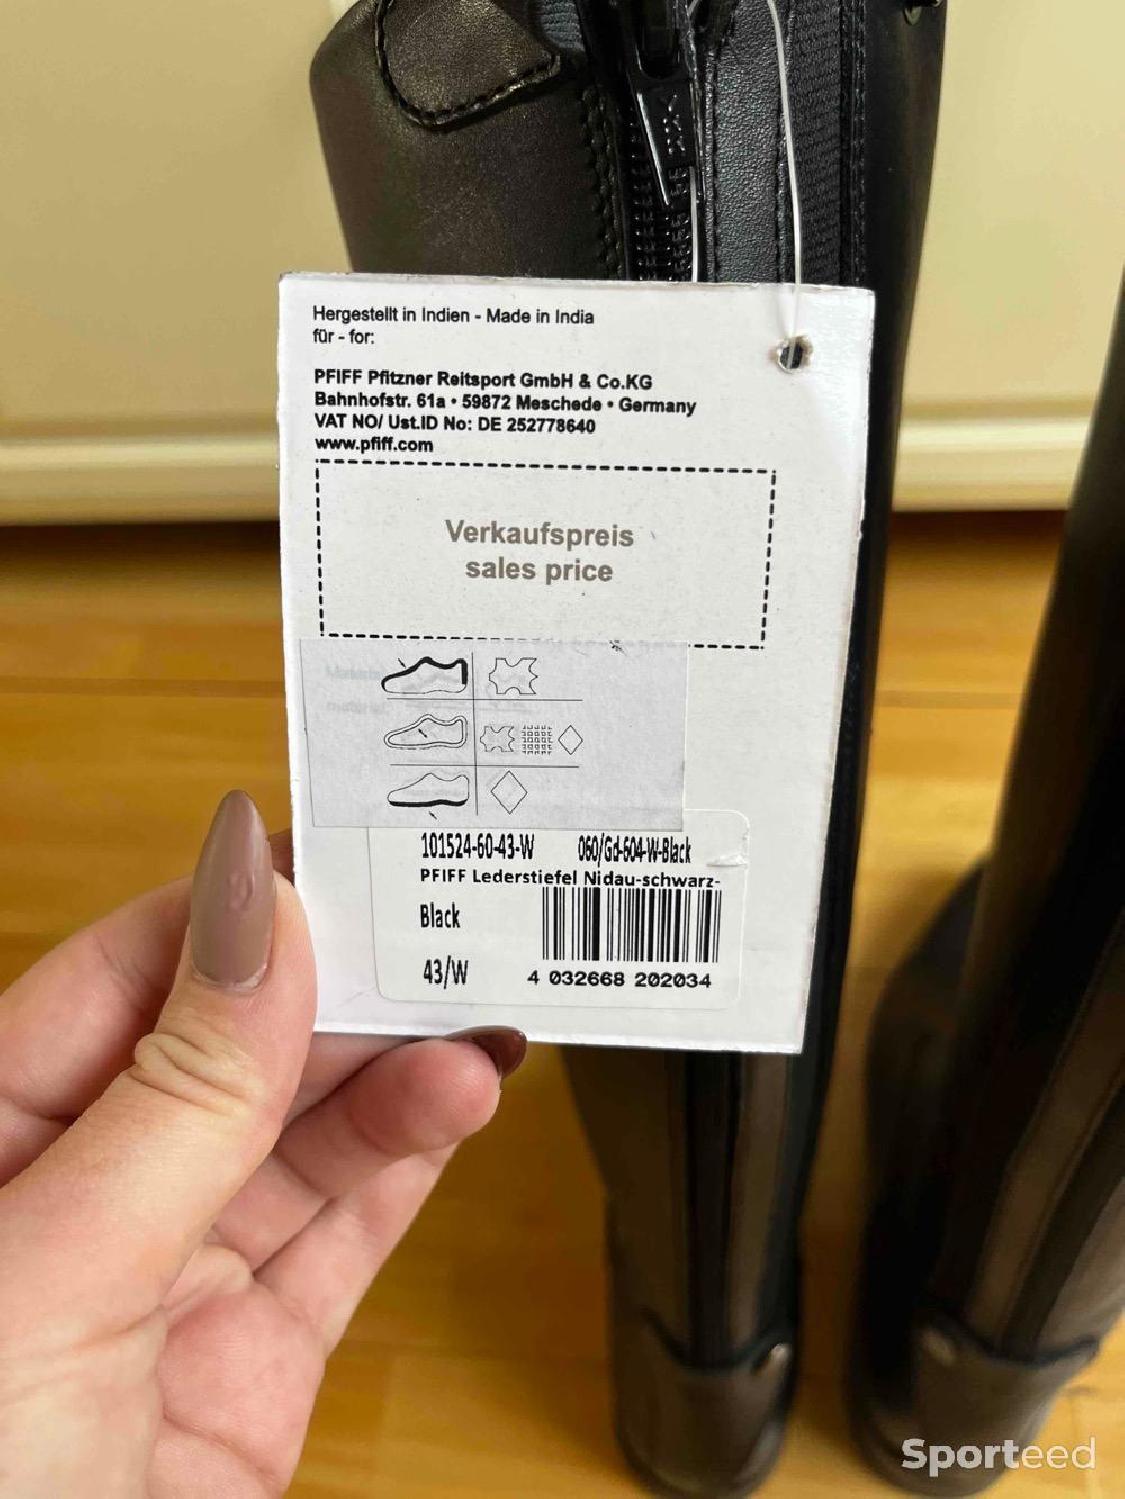 Hergestellt in Indien - Made in India
für - for:
PFIFF Pfitzner Reitsport GmbH & Co.KG
Bahnhofstr. 61a • 59872 Meschede • Germany
VAT NO/ Ust.ID No: DE 252778640
www.pfiff.com
Verkaufspreis
sales price
material:
101524-60-43-W 060/Gd-604-W-Black
PFIFF Lederstiefel Nidau-schwarz-
Black
43/W
4 032668 202034
YKK
Sporteed